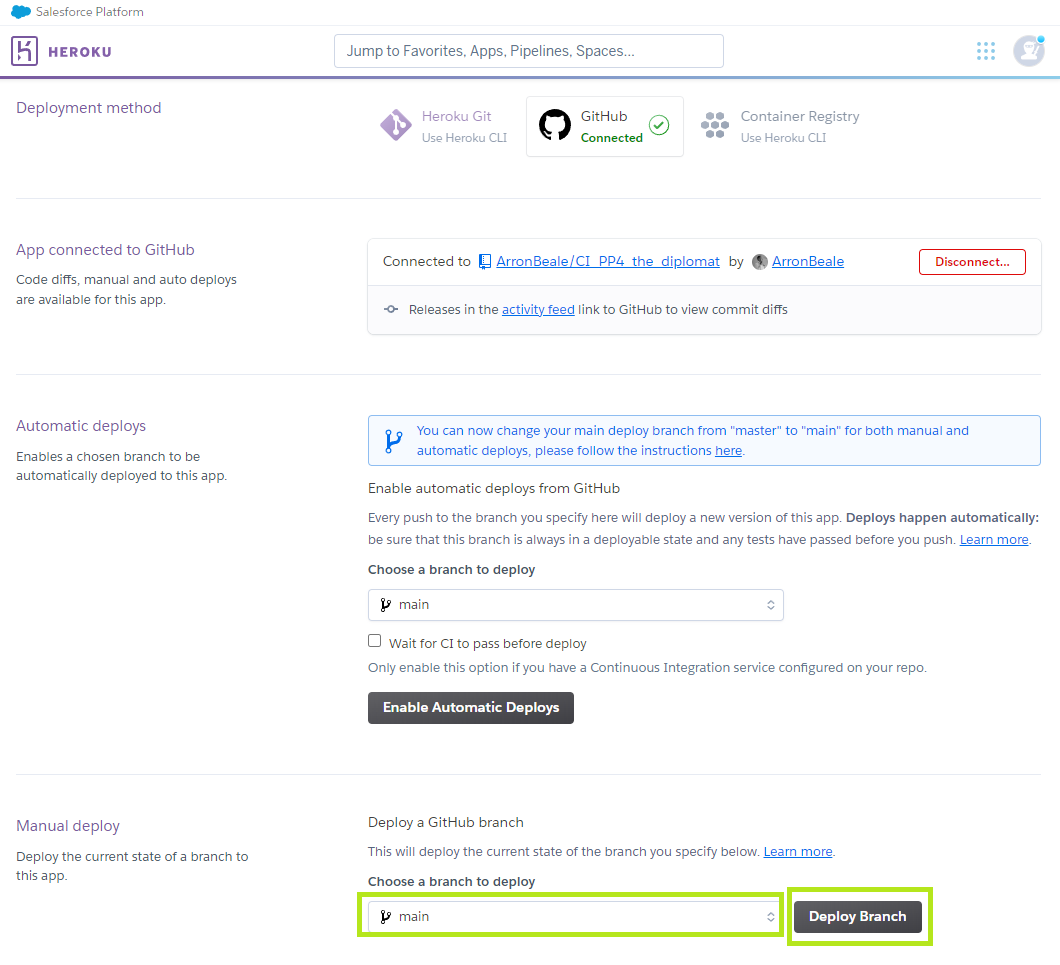 Salesforce Platform
HEROKU
Jump to Favorites, Apps, Pipelines, Spaces...
Deployment method
Heroku Git
Use Heroku CLI
GitHub
Connected
Container Registry
Use Heroku CLI
App connected to GitHub
Code diffs, manual and auto deploys
are available for this app.
Connected to ArronBeale/CI_PP4_the_diplomat by ArronBeale
Disconnect...
Releases in the activity feed link to GitHub to view commit diffs
Automatic deploys
Enables a chosen branch to be
automatically deployed to this app.
You can now change your main deploy branch from "master" to "main" for both manual and
automatic deploys, please follow the instructions here.
Enable automatic deploys from GitHub
Every push to the branch you specify here will deploy a new version of this app. Deploys happen automatically:
be sure that this branch is always in a deployable state and any tests have passed before you push. Learn more.
Choose a branch to deploy
main
Wait for CI to pass before deploy
Only enable this option if you have a Continuous Integration service configured on your repo.
Enable Automatic Deploys
Manual deploy
Deploy the current state of a branch to
this app.
Deploy a GitHub branch
This will deploy the current state of the branch you specify below. Learn more.
Choose a branch to deploy
main
Deploy Branch